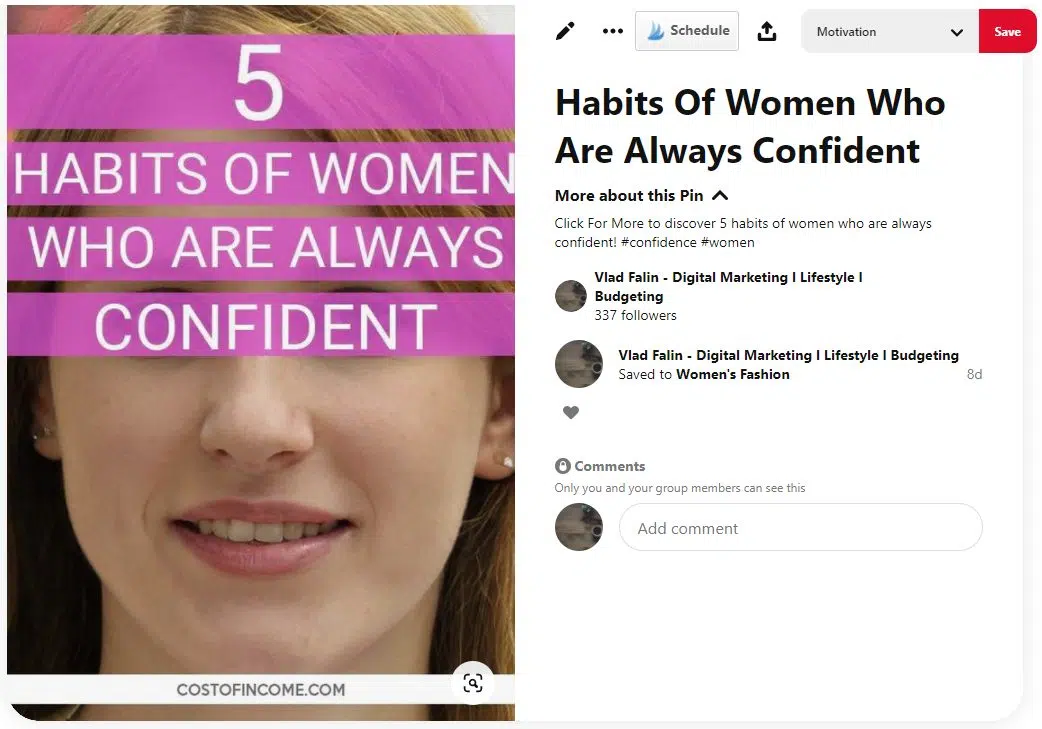 5
HABITS OF WOMEN
WHO ARE ALWAYS
CONFIDENT
COSTOFINCOME.COM
Schedule
Motivation
Save
Habits Of Women Who
Are Always Confident
More about this Pin
Click For More to discover 5 habits of women who are always
confident! #confidence #women
Vlad Falin - Digital Marketing l Lifestyle l
Budgeting
337 followers
Vlad Falin - Digital Marketing l Lifestyle l Budgeting
Saved to Women's Fashion
8d
Comments
Only you and your group members can see this
Add comment